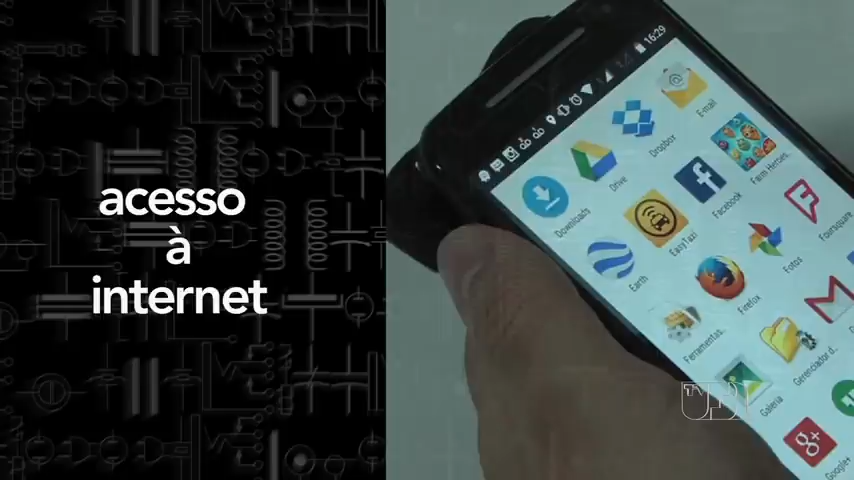 acesso
à
internet
16:29
E-mail
Dropbox
Drive
Downloads
Farm Heroes..
Facebook
EasyTaxi
Earth
Foursquare
Fotos
Firefox
Ferramentas..
Gerenciador d..
Galeria
Google+
g+
TV